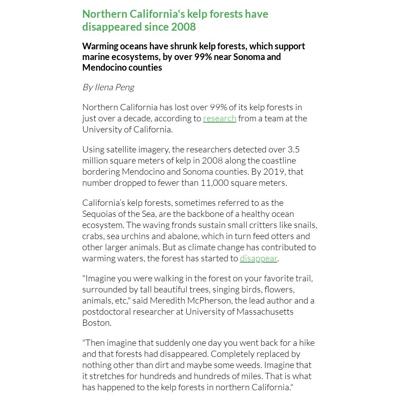 Northern California's kelp forests have
disappeared since 2008
Warming oceans have shrunk kelp forests, which support
marine ecosystems, by over 99% near Sonoma and
Mendocino counties
By Ilena Peng
Northern California has lost over 99% of its kelp forests in
just over a decade, according to research from a team at the
University of California.
Using satellite imagery, the researchers detected over 3.5
million square meters of kelp in 2008 along the coastline
bordering Mendocino and Sonoma counties. By 2019, that
number dropped to fewer than 11,000 square meters.
California's kelp forests, sometimes referred to as the
Sequoias of the Sea, are the backbone of a healthy ocean
ecosystem. The waving fronds sustain small critters like snails,
crabs, sea urchins and abalone, which in turn feed otters and
other larger animals. But as climate change has contributed to
warming waters, the forest has started to disappear.
"Imagine you were walking in the forest on your favorite trail,
surrounded by tall beautiful trees, singing birds, flowers,
animals, etc," said Meredith McPherson, the lead author and a
postdoctoral researcher at University of Massachusetts
Boston.
"Then imagine that suddenly one day you went back for a hike
and that forests had disappeared. Completely replaced by
nothing other than dirt and maybe some weeds. Imagine that
it stretches for hundreds and hundreds of miles. That is what
has happened to the kelp forests in northern California."